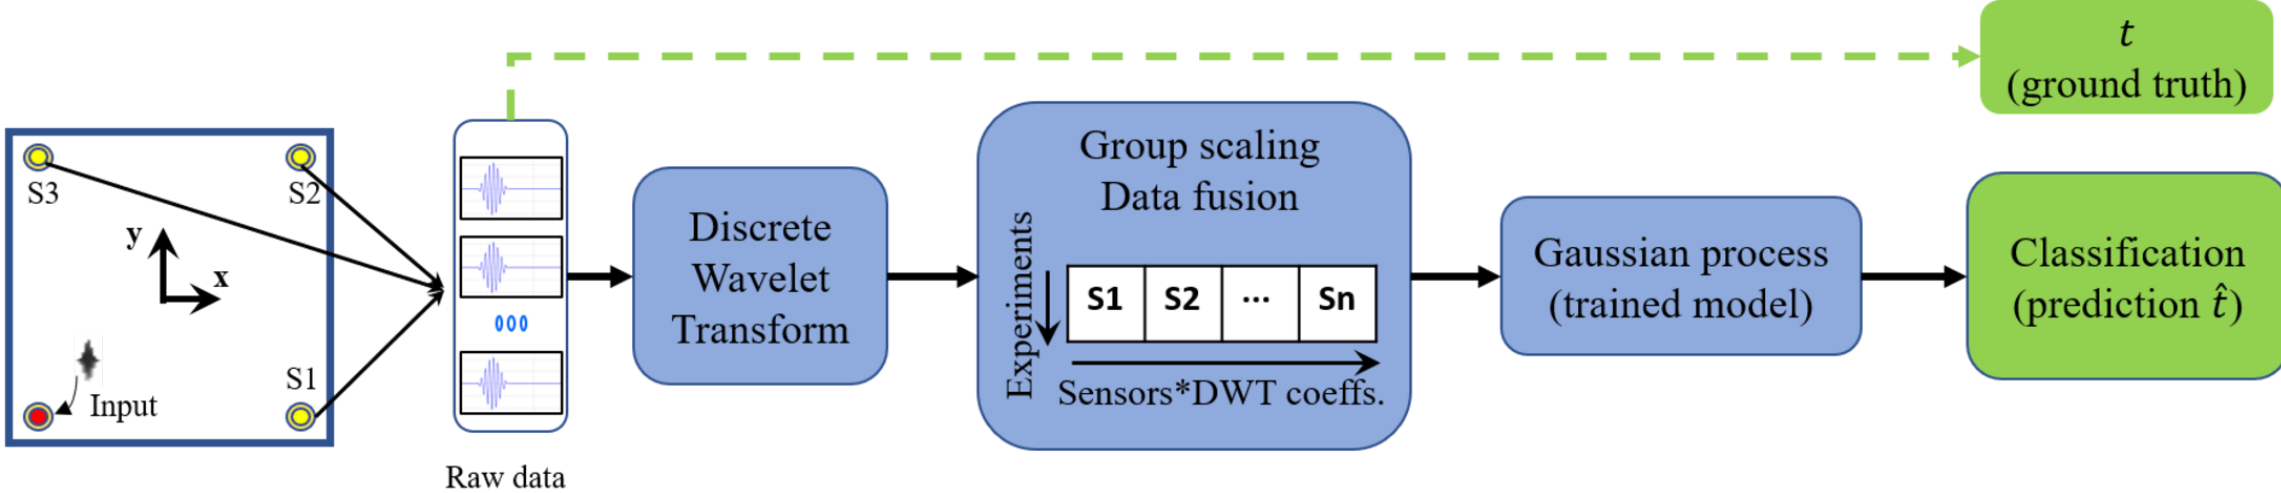 S3
S2
y
x
S1
Input
Raw data
Discrete
Wavelet
Transform
Group scaling
Data fusion
Experiments
S1 S2 ... Sn
Sensors*DWT coeffs.
Gaussian process
(trained model)
t
(ground truth)
Classification
(prediction t̂)